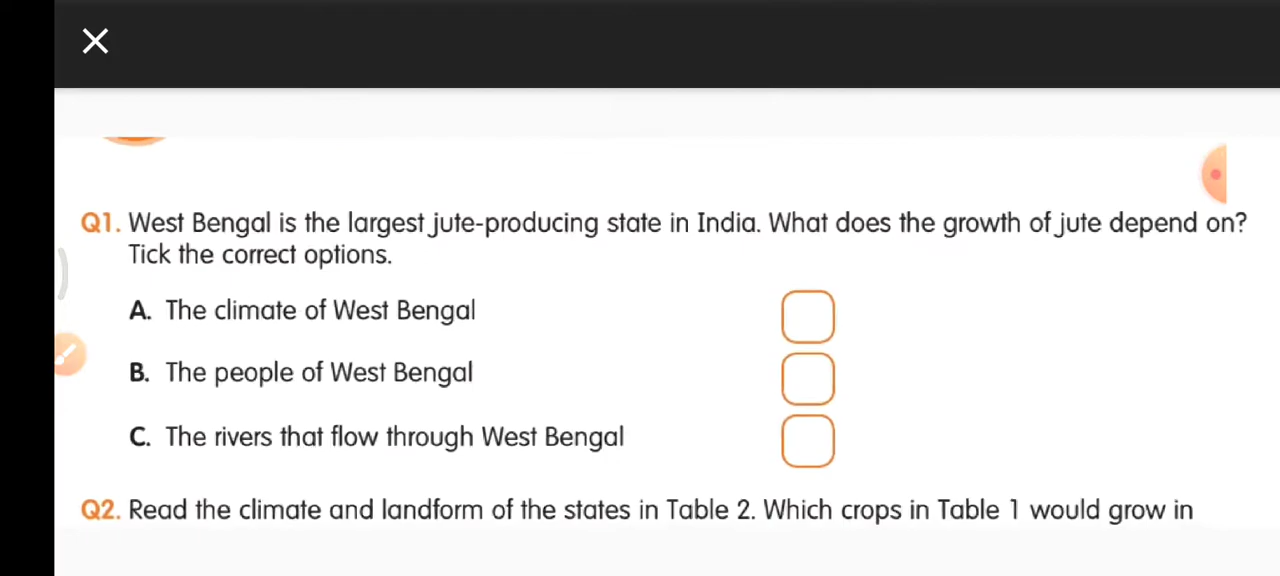 Q1. West Bengal is the largest jute-producing state in India. What does the growth of jute depend on?
Tick the correct options.
A. The climate of West Bengal
B. The people of West Bengal
C. The rivers that flow through West Bengal
Q2. Read the climate and landform of the states in Table 2. Which crops in Table 1 would grow in